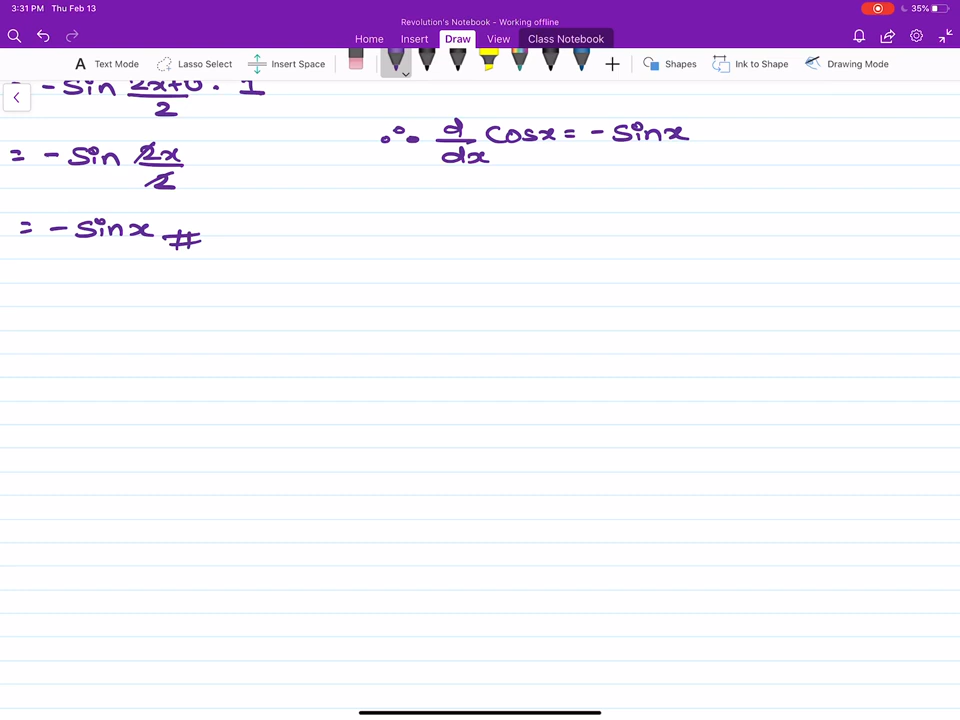 3:31 PM Thu Feb 13
35%
Revolution's Notebook - Working offline
Home Insert Draw View Class Notebook
A Text Mode Lasso Select Insert Space Shapes Ink to Shape Drawing Mode
= - sin (2x+0)/2 . 1
= - sin 2x/2
= - sinx #
∴ d/dx cosx = - sinx